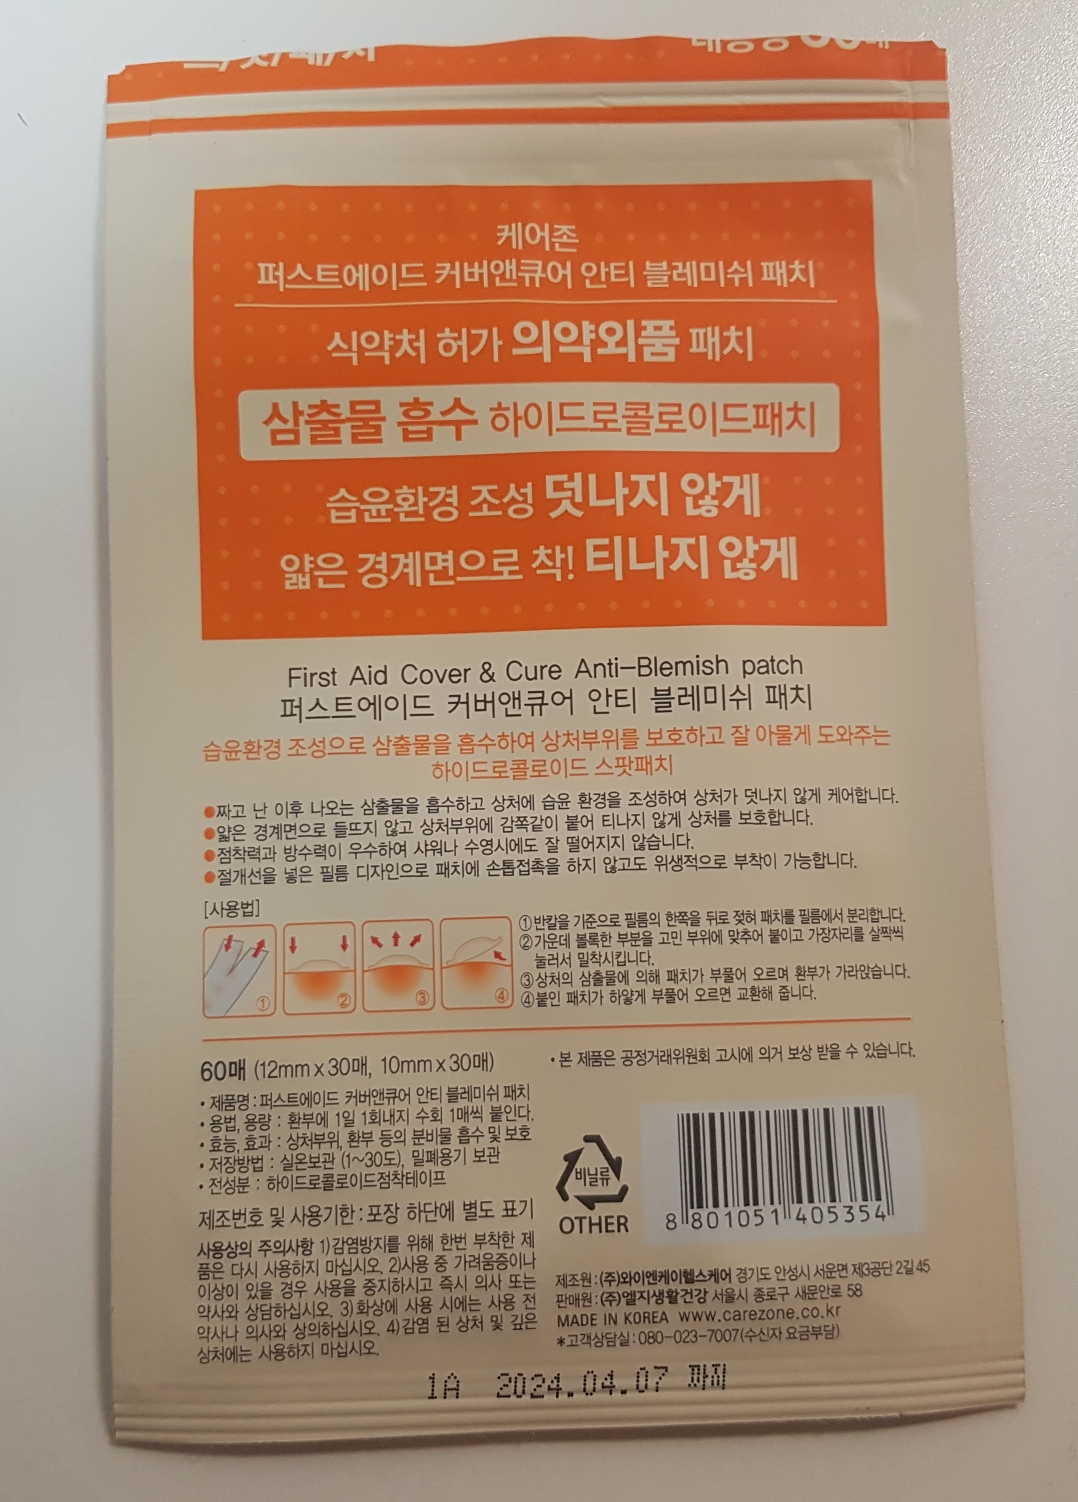 케어존
퍼스트에이드 커버앤큐어 안티 블레미쉬 패치
식약처 허가 의약외품 패치
삼출물 흡수 하이드로콜로이드패치
습윤환경 조성 덧나지 않게
얇은 경계면으로 착! 티나지 않게
First Aid Cover & Cure Anti-Blemish patch
퍼스트에이드 커버앤큐어 안티 블레미쉬 패치
습윤환경 조성으로 삼출물을 흡수하여 상처부위를 보호하고 잘 아물게 도와주는
하이드로콜로이드 스팟패치
●짜고 난 이후 나오는 삼출물을 흡수하고 상처에 습윤 환경을 조성하여 상처가 덧나지 않게 케어합니다.
●얇은 경계면으로 들뜨지 않고 상처부위에 감쪽같이 붙어 티나지 않게 상처를 보호합니다.
●점착력과 방수력이 우수하여 샤워나 수영시에도 잘 떨어지지 않습니다.
●절개선을 넣은 필름 디자인으로 패치에 손톱접촉을 하지 않고도 위생적으로 부착이 가능합니다.
[사용법]
① ② ③ ④
①반칼을 기준으로 필름의 한쪽을 뒤로 젖혀 패치를 필름에서 분리합니다.
②가운데 볼록한 부분을 고민 부위에 맞추어 붙이고 가장자리를 살짝씩
눌러서 밀착시킵니다.
③상처의 삼출물에 의해 패치가 부풀어 오르며 환부가 가라앉습니다.
④붙인 패치가 하얗게 부풀어 오르면 교환해 줍니다.
60매 (12mm x 30매, 10mm x 30매)
• 제품명 : 퍼스트에이드 커버앤큐어 안티 블레미쉬 패치
• 용법, 용량 : 환부에 1일 1회내지 수회 1매씩 붙인다.
• 효능, 효과 : 상처부위, 환부 등의 분비물 흡수 및 보호
• 저장방법 : 실온보관 (1~30도), 밀폐용기 보관
• 전성분 : 하이드로콜로이드점착테이프
제조번호 및 사용기한 : 포장 하단에 별도 표기
사용상의 주의사항 1)감염방지를 위해 한번 부착한 제
품은 다시 사용하지 마십시오. 2)사용 중 가려움증이나
이상이 있을 경우 사용을 중지하시고 즉시 의사 또는
약사와 상담하십시오. 3)화상에 사용 시에는 사용 전
약사나 의사와 상의하십시오. 4)감염 된 상처 및 깊은
상처에는 사용하지 마십시오.
• 본 제품은 공정거래위원회 고시에 의거 보상 받을 수 있습니다.
비닐류
OTHER
8 801051 405354
제조원 : (주)와이엔케이헬스케어 경기도 안성시 서운면 제3공단 2길 45
판매원 : (주)엘지생활건강 서울시 종로구 새문안로 58
MADE IN KOREA www.carezone.co.kr
*고객상담실 : 080-023-7007(수신자 요금부담)
1A 2024.04.07 까지